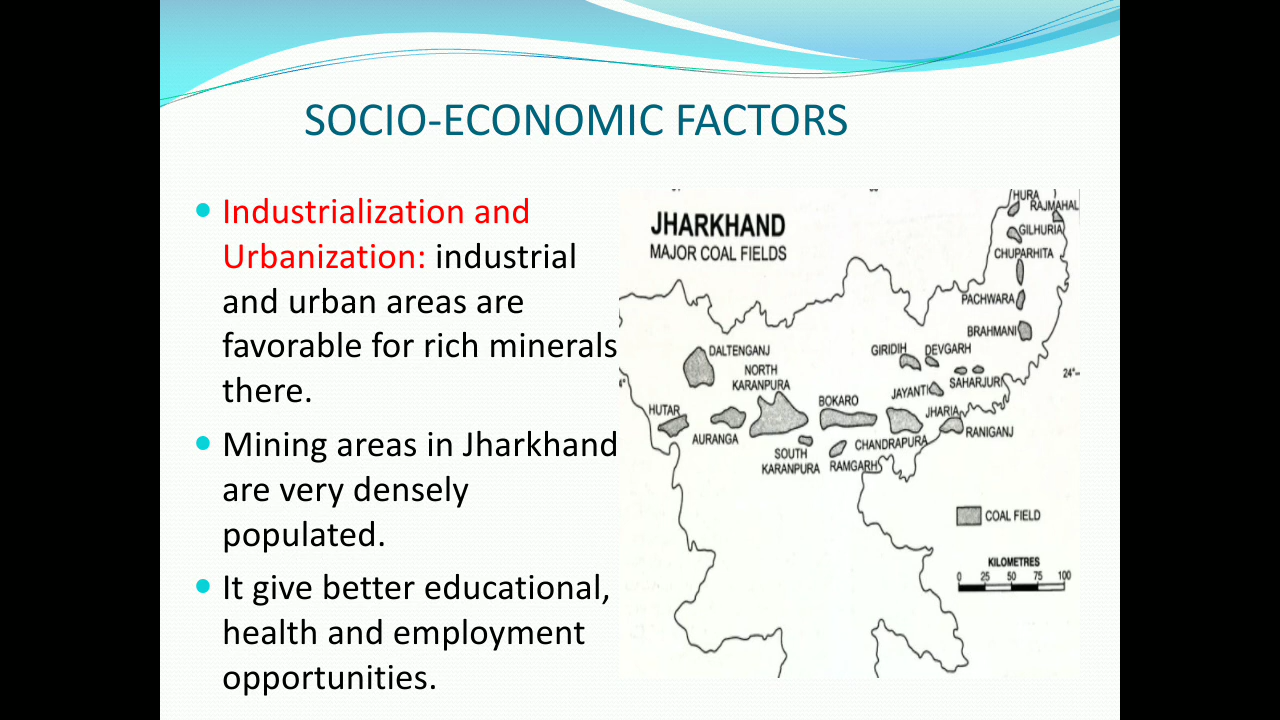 SOCIO-ECONOMIC FACTORS
Industrialization and
Urbanization: industrial
and urban areas are
favorable for rich minerals
there.
Mining areas in Jharkhand
are very densely
populated.
It give better educational,
health and employment
opportunities.
JHARKHAND
MAJOR COAL FIELDS
HURA
RAJMAHAL
GILHURIA
CHUPARHITA
PACHWARA
BRAHMANI
DALTENGANJ
GIRIDIH
DEVGARH
NORTH
KARANPURA
SAHARJURI
JAYANTI
24°
HUTAR
AURANGA
BOKARO
JHARIA
RANIGANJ
CHANDRAPURA
SOUTH
KARANPURA
RAMGARH
COAL FIELD
KILOMETRES
0 25 50 75 100